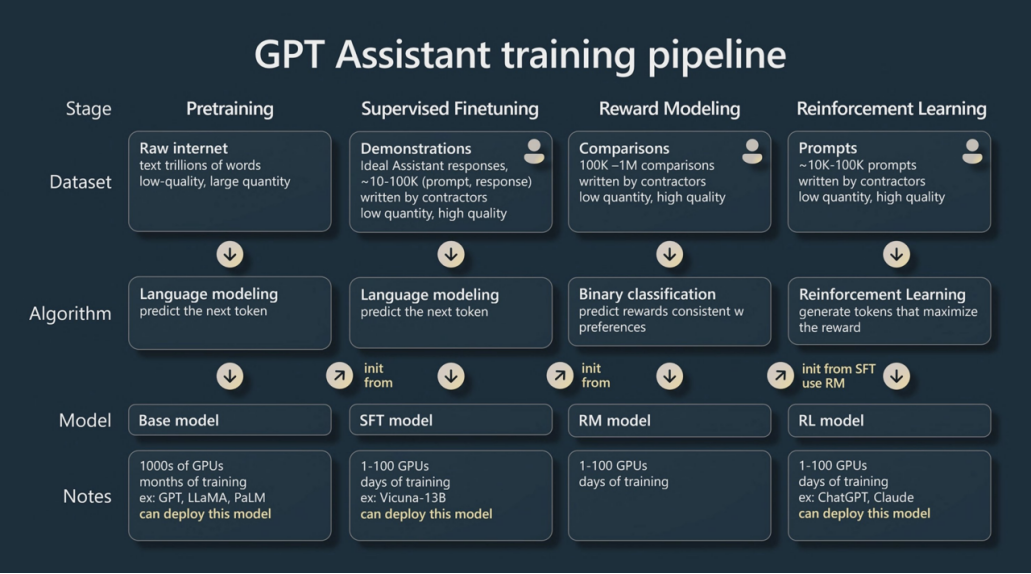 GPT Assistant training pipeline
Stage
Pretraining
Supervised Finetuning
Reward Modeling
Reinforcement Learning
Dataset
Raw internet
text trillions of words
low-quality, large quantity
Demonstrations
Ideal Assistant responses,
~10-100K (prompt, response)
written by contractors
low quantity, high quality
Comparisons
100K –1M comparisons
written by contractors
low quantity, high quality
Prompts
~10K-100K prompts
written by contractors
low quantity, high quality
Algorithm
Language modeling
predict the next token
Language modeling
predict the next token
Binary classification
predict rewards consistent w
preferences
Reinforcement Learning
generate tokens that maximize
the reward
init
from
init
from
init from SFT
use RM
Model
Base model
SFT model
RM model
RL model
Notes
1000s of GPUs
months of training
ex: GPT, LLaMA, PaLM
can deploy this model
1-100 GPUs
days of training
ex: Vicuna-13B
can deploy this model
1-100 GPUs
days of training
1-100 GPUs
days of training
ex: ChatGPT, Claude
can deploy this model